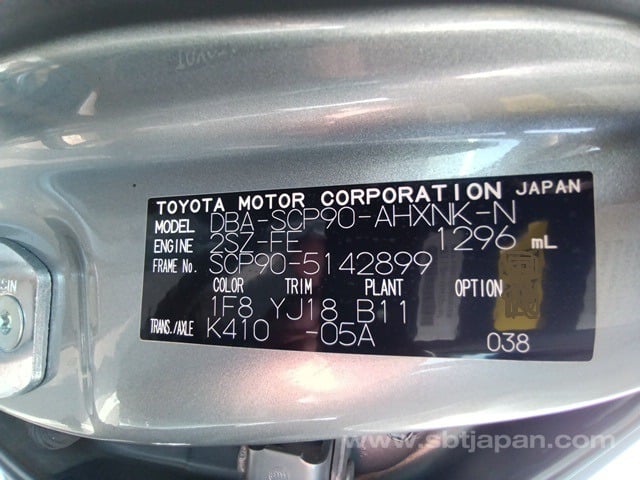 TOYOTA MOTOR CORPORATION JAPAN
MODEL DBA-SCP90-AHXNK-N
ENGINE 2SZ-FE 1296 mL
FRAME No. SCP90-5142899
COLOR TRIM PLANT OPTION
1F8 YJ18 B11
TRANS./AXLE K410 -05A
038
www.sbtjapan.com